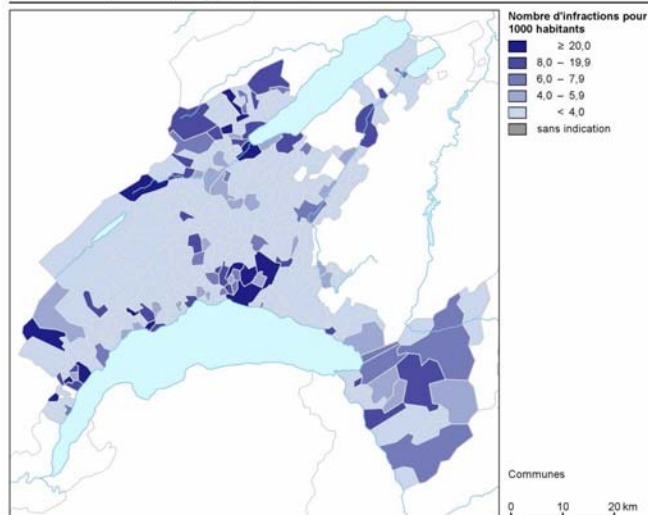 Nombre d'infractions pour
1000 habitants
≥ 20,0
8,0 – 19,9
6,0 – 7,9
4,0 – 5,9
< 4,0
sans indication
Communes
0 10 20 km